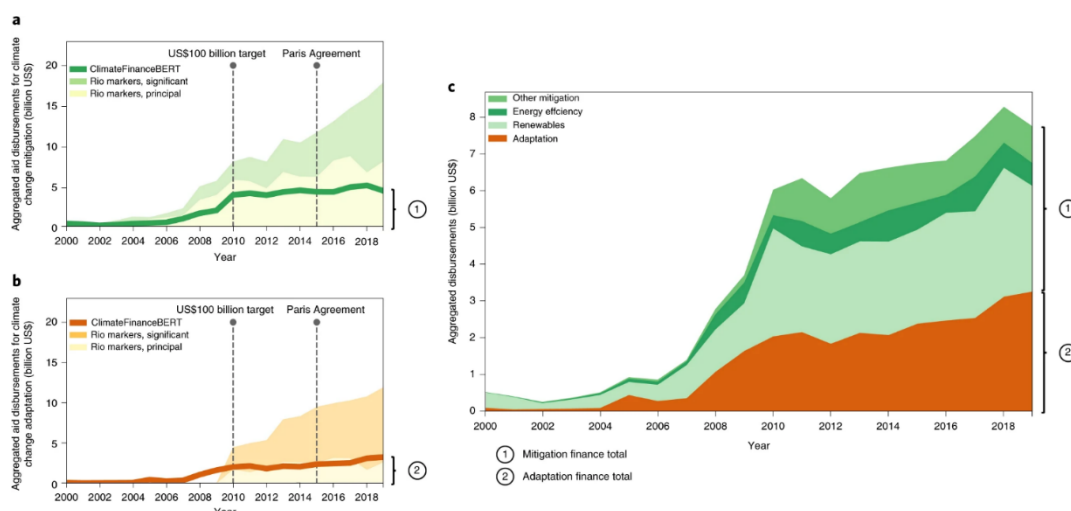 a
US$100 billion target
Paris Agreement
Aggregated aid disbursements for climate
change mitigation (billion US$)
20
15
10
5
0
ClimateFinanceBERT
Rio markers, significant
Rio markers, principal
1
2000 2002 2004 2006 2008 2010 2012 2014 2016 2018
Year
b
US$100 billion target
Paris Agreement
Aggregated aid disbursements for climate
change adaptation (billion US$)
20
15
10
5
0
ClimateFinanceBERT
Rio markers, significant
Rio markers, principal
2
2000 2002 2004 2006 2008 2010 2012 2014 2016 2018
Year
c
Aggregated disbursements (billion US$)
8
7
6
5
4
3
2
1
0
Other mitigation
Energy effciency
Renewables
Adaptation
1
2
2000 2002 2004 2006 2008 2010 2012 2014 2016 2018
Year
1 Mitigation finance total
2 Adaptation finance total